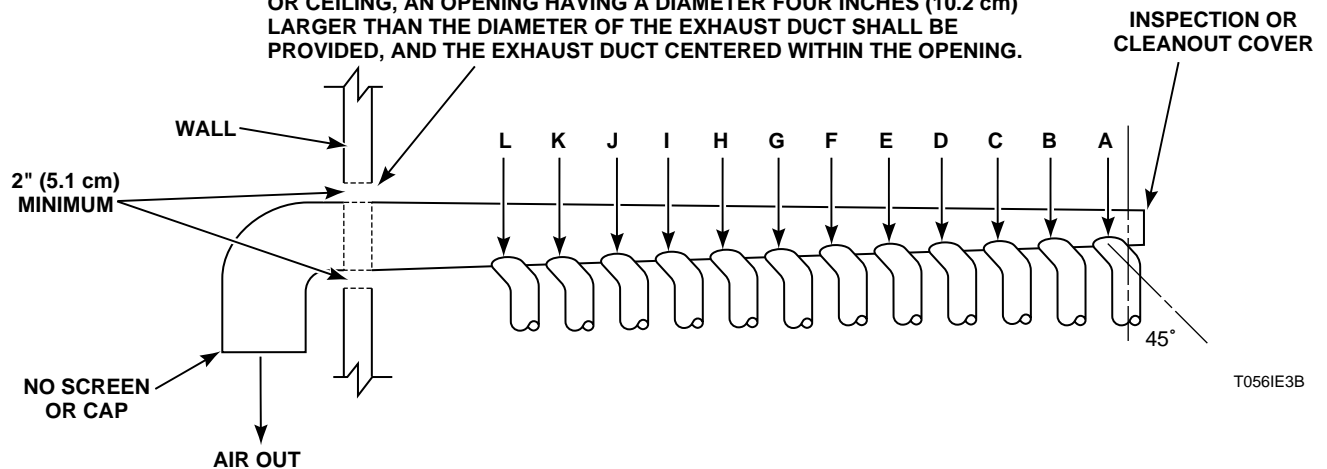 OR CEILING, AN OPENING HAVING A DIAMETER FOUR INCHES (10.2 cm)
LARGER THAN THE DIAMETER OF THE EXHAUST DUCT SHALL BE
PROVIDED, AND THE EXHAUST DUCT CENTERED WITHIN THE OPENING.
INSPECTION OR
CLEANOUT COVER
WALL
L K J I H G F E D C B A
2" (5.1 cm)
MINIMUM
45°
NO SCREEN
OR CAP
T056IE3B
AIR OUT